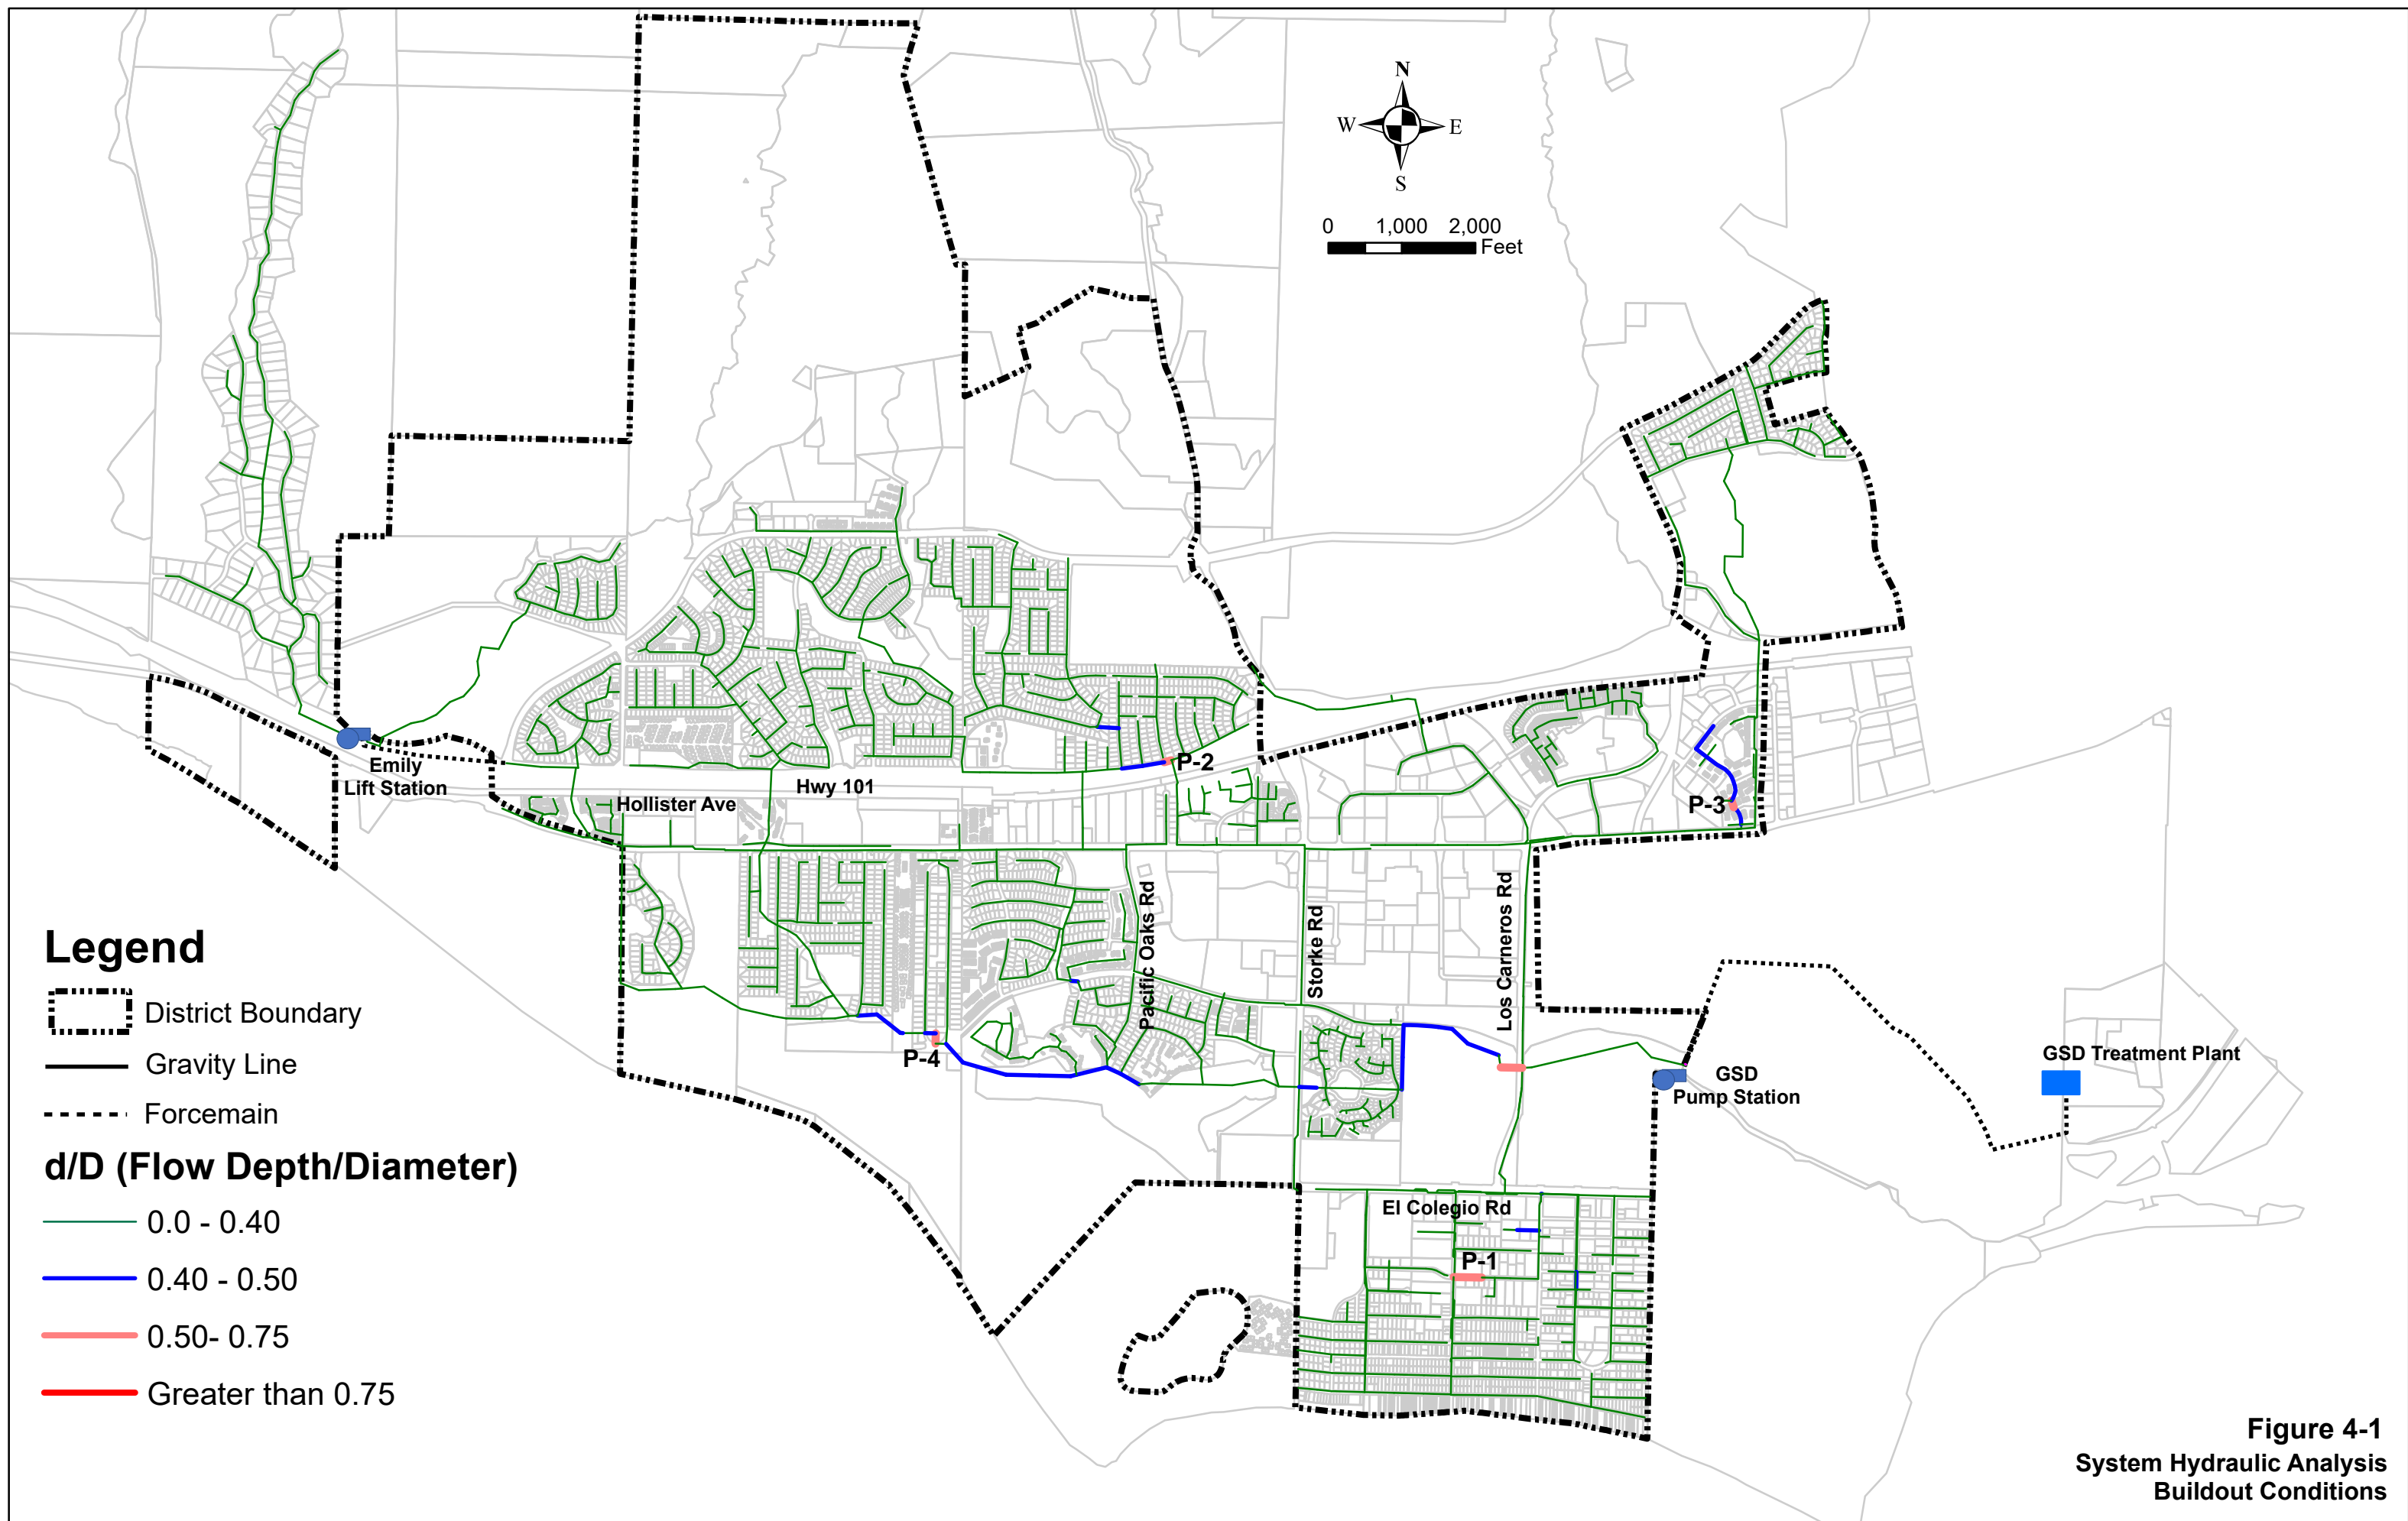 N
W
E
S
0
1,000
2,000
Feet
P-2
Emily
Lift Station
Hwy 101
Hollister Ave
P-3
Pacific Oaks Rd
Storke Rd
Los Carneros Rd
P-4
GSD Treatment Plant
GSD
Pump Station
El Colegio Rd
P-1
Legend
District Boundary
Gravity Line
Forcemain
d/D (Flow Depth/Diameter)
0.0 - 0.40
0.40 - 0.50
0.50- 0.75
Greater than 0.75
Figure 4-1
System Hydraulic Analysis
Buildout Conditions